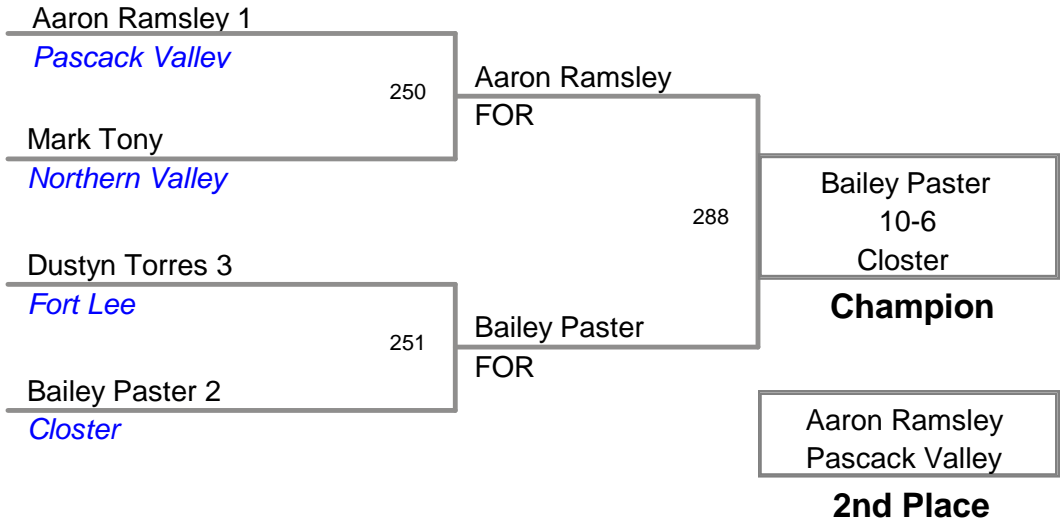 Aaron Ramsley 1
Pascack Vallev
250
Aaron Ramsley
FOR
Mark Tony
Northern Valley
288
Bailey Paster
10-6
Closter
Champion
Dustyn Torres 3
Fort Lee
251
Bailey Paster
FOR
Bailey Paster 2
Closter
Aaron Ramsley
Pascack Valley
2nd Place